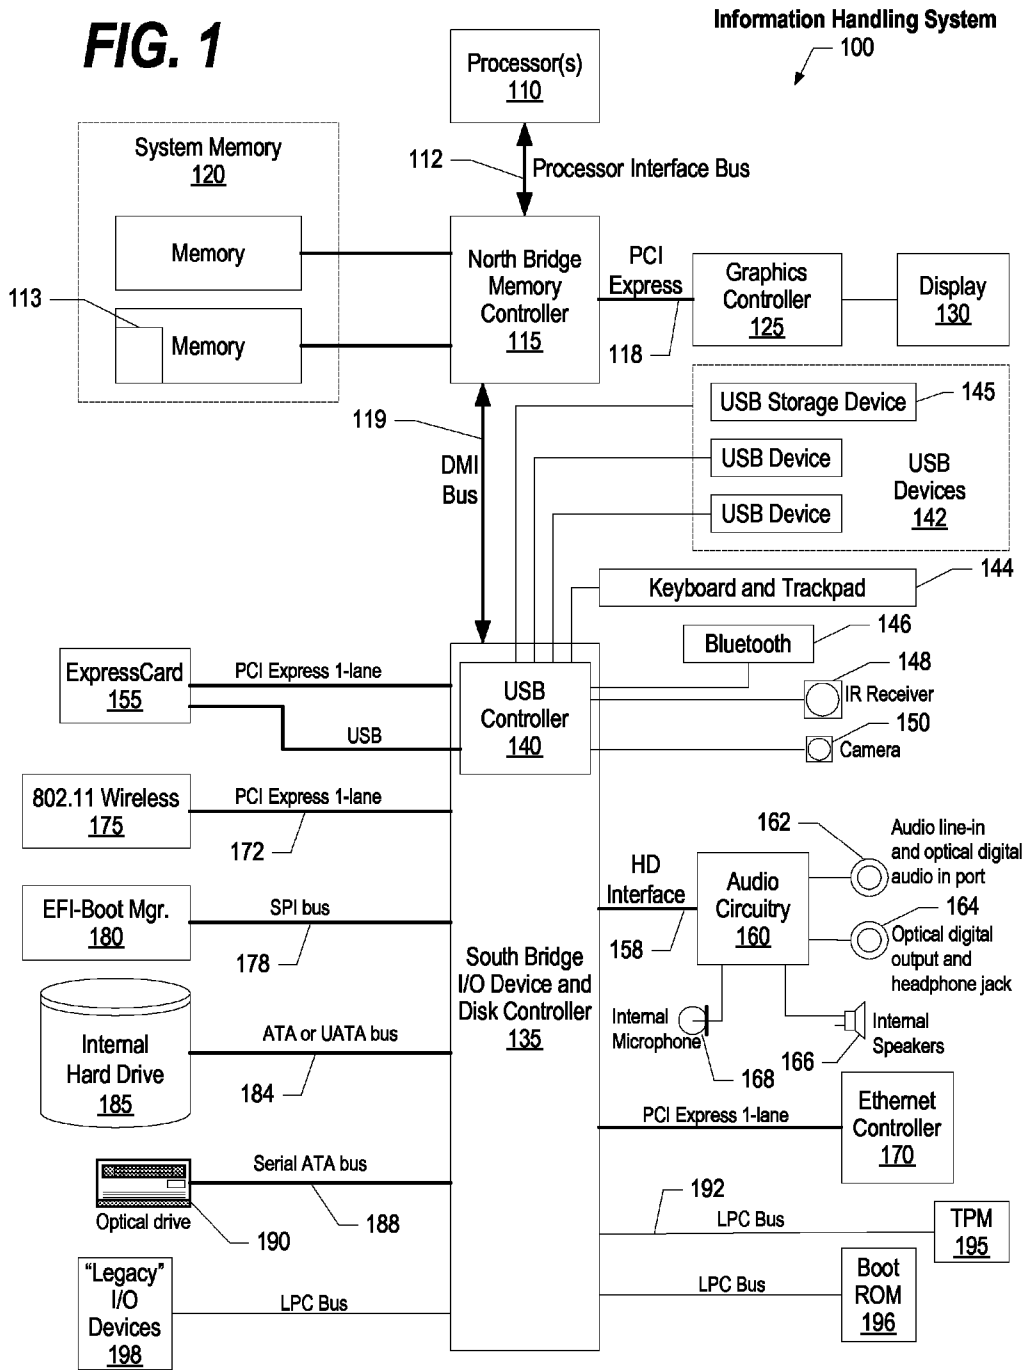 FIG. 1
Information Handling System
100
Processor(s)
110
112
Processor Interface Bus
System Memory
120
Memory
113
Memory
North Bridge
Memory
Controller
115
PCI
Express
118
Graphics
Controller
125
Display
130
119
DMI
Bus
USB Storage Device
145
USB Device
USB Device
USB
Devices
142
Keyboard and Trackpad
144
Bluetooth
146
148
IR Receiver
150
Camera
ExpressCard
155
PCI Express 1-lane
USB
USB
Controller
140
802.11 Wireless
175
PCI Express 1-lane
172
EFI-Boot Mgr.
180
SPI bus
178
Internal
Hard Drive
185
ATA or UATA bus
184
Optical drive
190
Serial ATA bus
188
"Legacy"
I/O
Devices
198
LPC Bus
South Bridge
I/O Device and
Disk Controller
135
HD
Interface
158
Audio
Circuitry
160
162
Audio line-in
and optical digital
audio in port
164
Optical digital
output and
headphone jack
Internal
Microphone
168
166
Internal
Speakers
PCI Express 1-lane
Ethernet
Controller
170
192
LPC Bus
TPM
195
LPC Bus
Boot
ROM
196